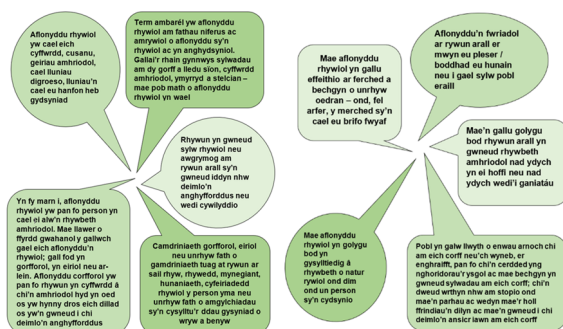 Aflonyddu rhywiol
yw cael eich
cyffwrdd, cusanu,
geiriau amhriodol,
cael lluniau
digroeso, lluniau'n
cael eu hanfon heb
gydsyniad
Term ambarél yw aflonyddu
rhywiol am fathau niferus ac
amrywiol o aflonyddu sy'n
rhywiol ac yn anghydsyniol.
Gallai'r rhain gynnwys sylwadau
am dy gorff a lledu sïon, cyffwrdd
amhriodol, ymyrryd a stelcian –
mae pob math o aflonyddu
rhywiol yn wael
Rhywun yn gwneud
sylw rhywiol neu
awgrymog am
rywun arall sy'n
gwneud iddyn nhw
deimlo'n
anghyfforddus neu
wedi cywilyddio
Yn fy marn i, aflonyddu
rhywiol yw pan fo person yn
cael ei alw'n rhywbeth
amhriodol. Mae llawer o
ffyrdd gwahanol y gallwch
gael eich aflonyddu'n
rhywiol; gall fod yn
gorfforol, yn eiriol neu ar-
lein. Aflonyddu corfforol yw
pan fo rhywun yn cyffwrdd â
chi'n amhriodol hyd yn oed
os yw hynny dros eich dillad
os yw'n gwneud i chi
deimlo'n anghyfforddus
Camdriniaeth gorfforol, eiriol
neu unrhyw fath o
gamdriniaeth tuag at rywun ar
sail rhyw, rhywedd, mynegiant,
hunaniaeth, cyfeiriadedd
rhywiol y person yma neu
unrhyw fath o amgylchiadau
sy'n cysylltu'r ddau gysyniad o
wryw a benyw
Mae aflonyddu
rhywiol yn gallu
effeithio ar ferched a
bechgyn o unrhyw
oedran – ond, fel
arfer, y merched sy'n
cael eu brifo fwyaf
Aflonyddu'n fwriadol
ar rywun arall er
mwyn eu pleser /
boddhad eu hunain
neu i gael sylw pobl
eraill
Mae'n gallu golygu
bod rhywun arall yn
gwneud rhywbeth
amhriodol nad ydych
yn ei hoffi neu nad
ydych wedi'i ganiatáu
Mae aflonyddu
rhywiol yn golygu
bod yn
gysylltiedig â
rhywbeth o natur
rywiol ond dim
ond un person
sy'n cydsynio
Pobl yn galw llwyth o enwau arnoch chi
am eich corff neu'ch wyneb, er
enghraifft, pan fo chi'n cerdded yng
nghoridorau'r ysgol ac mae bechgyn yn
gwneud sylwadau am eich corff; chi'n
dweud wrthyn nhw am stopio ond
mae'n parhau ac wedyn mae'r holl
ffrindiau'n dilyn ac mae'n gwneud i chi
deimlo'n ansicr iawn am eich corff